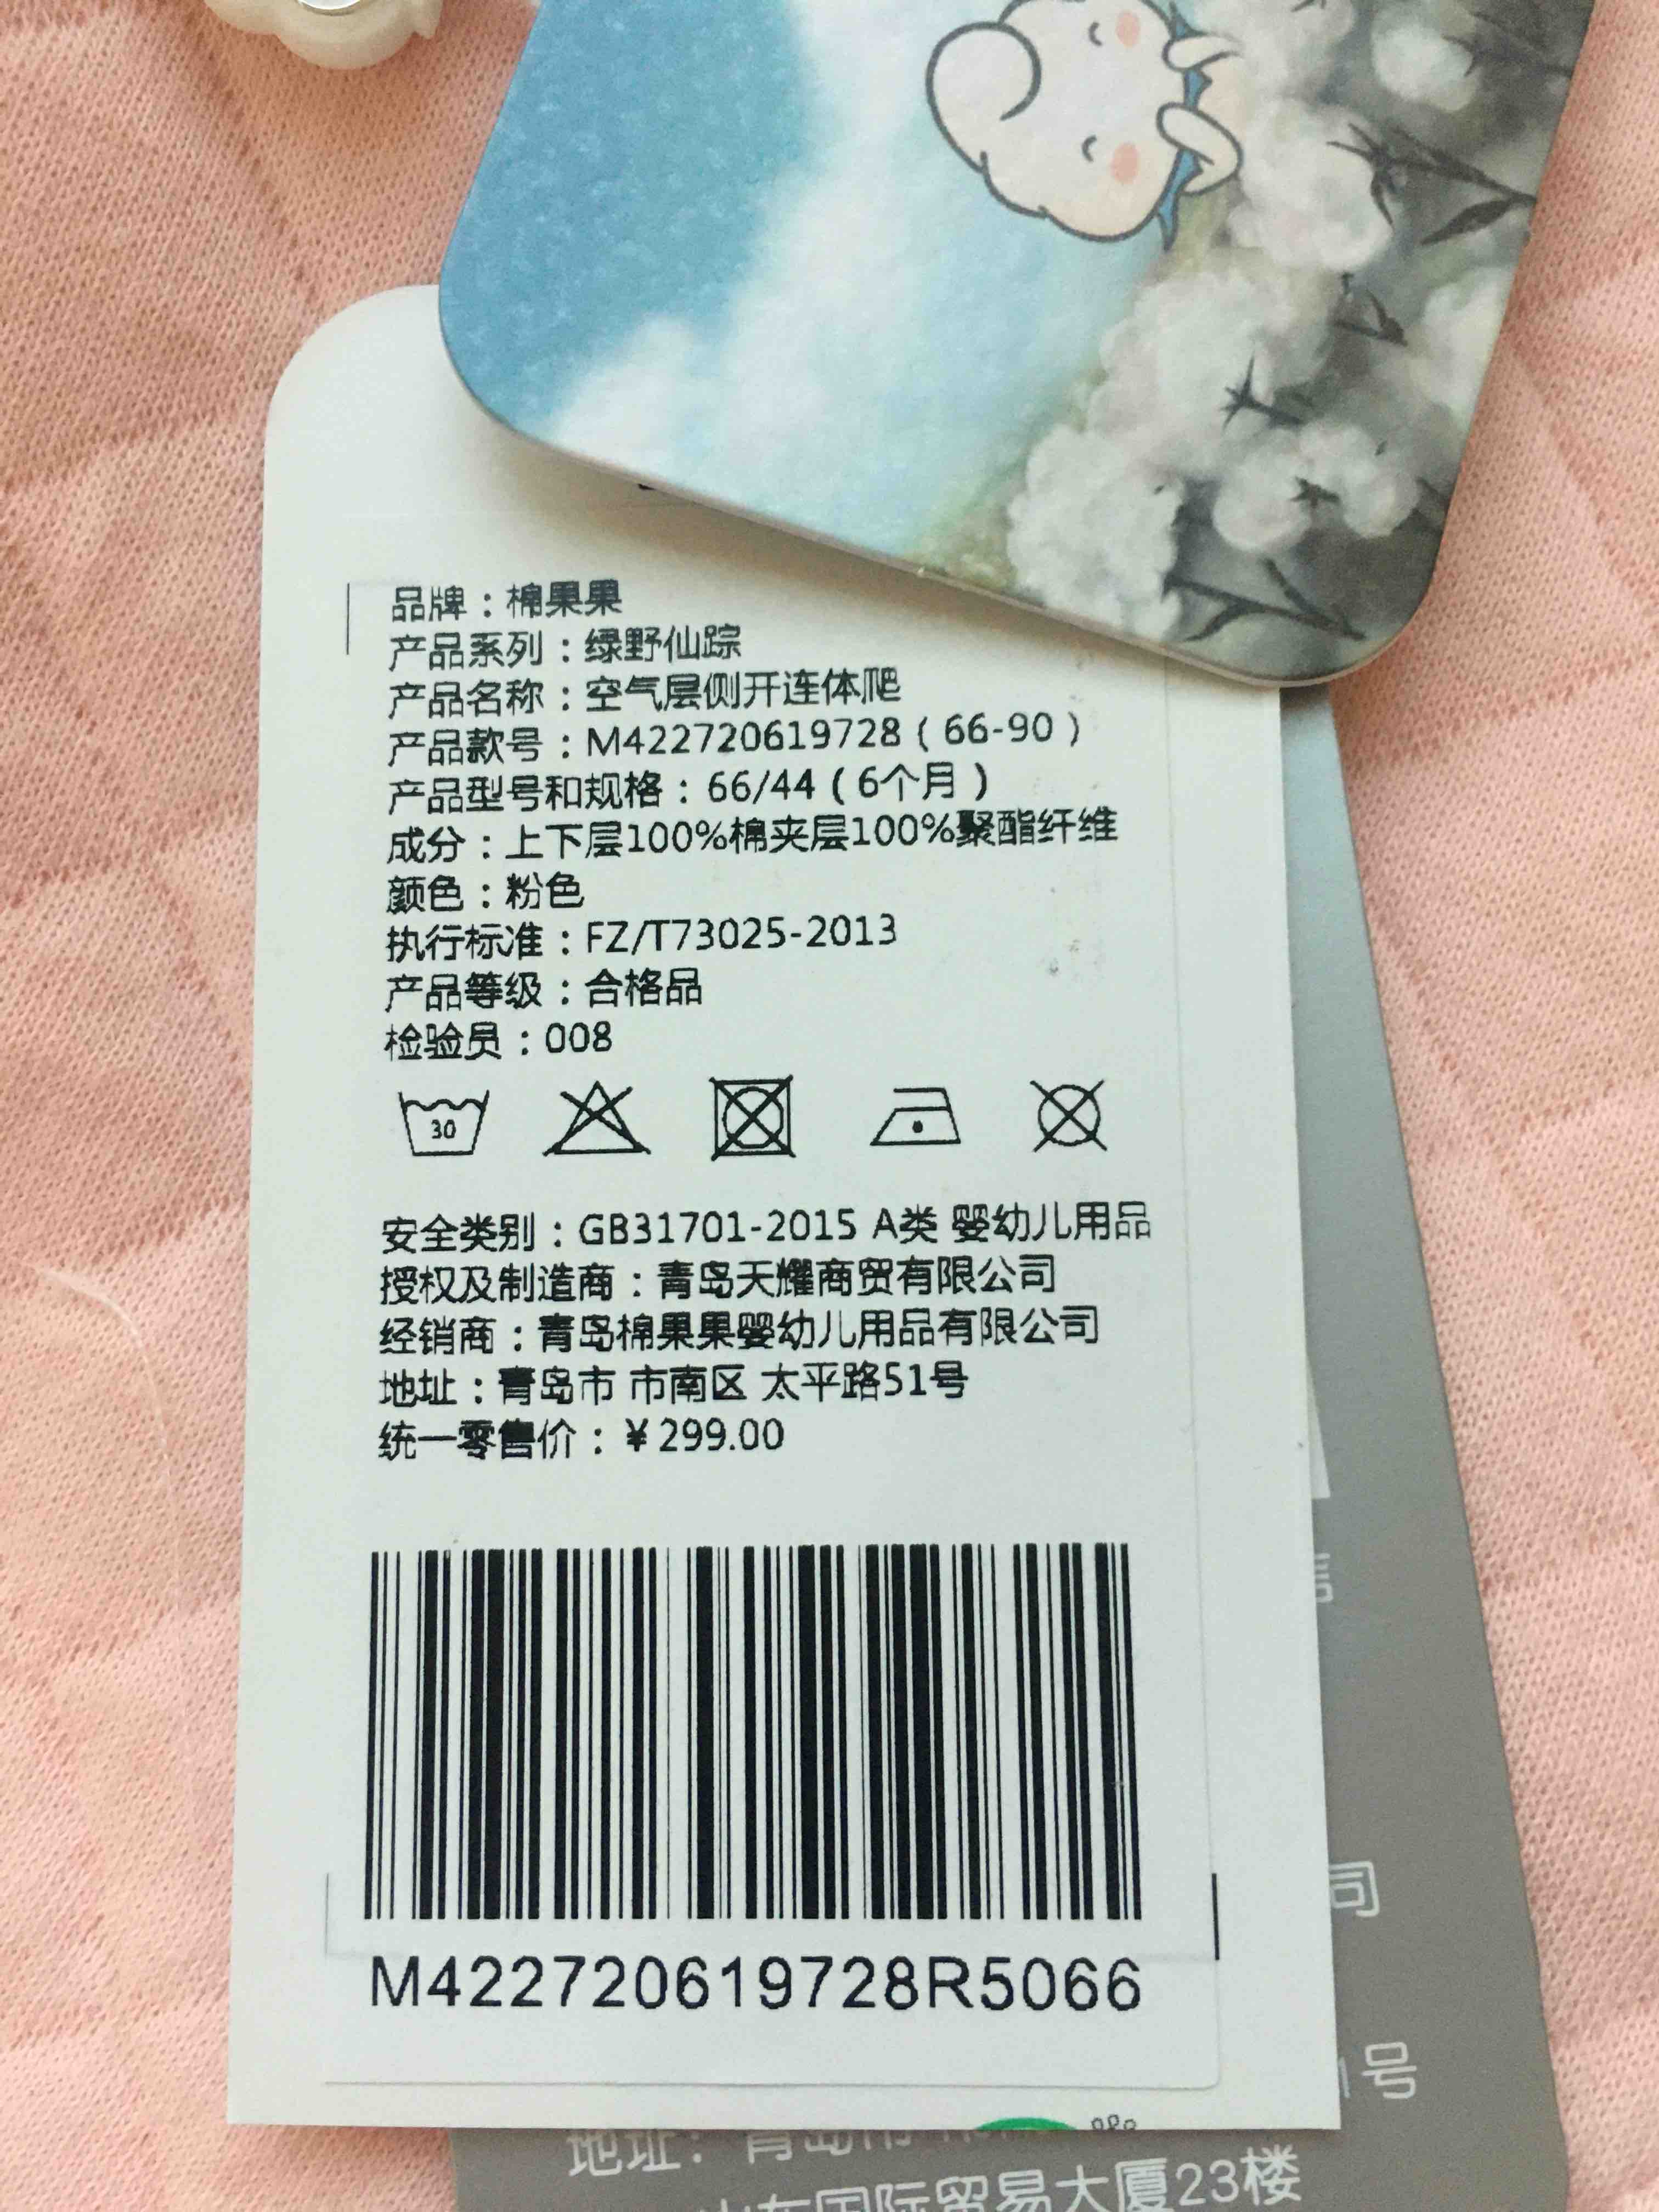 品牌：棉果果
产品系列：绿野仙踪
产品名称：空气层侧开连体爬
产品款号：M422720619728（66-90）
产品型号和规格：66/44（6个月）
成分：上下层100%棉夹层100%聚酯纤维
颜色：粉色
执行标准：FZ/T73025-2013
产品等级：合格品
检验员：008
30
安全类别：GB31701-2015 A类 婴幼儿用品
授权及制造商：青岛天耀商贸有限公司
经销商：青岛棉果果婴幼儿用品有限公司
地址：青岛市 市南区 太平路51号
统一零售价：￥299.00
M422720619728R5066
司
号
地址：青岛市
国际贸易大厦23楼